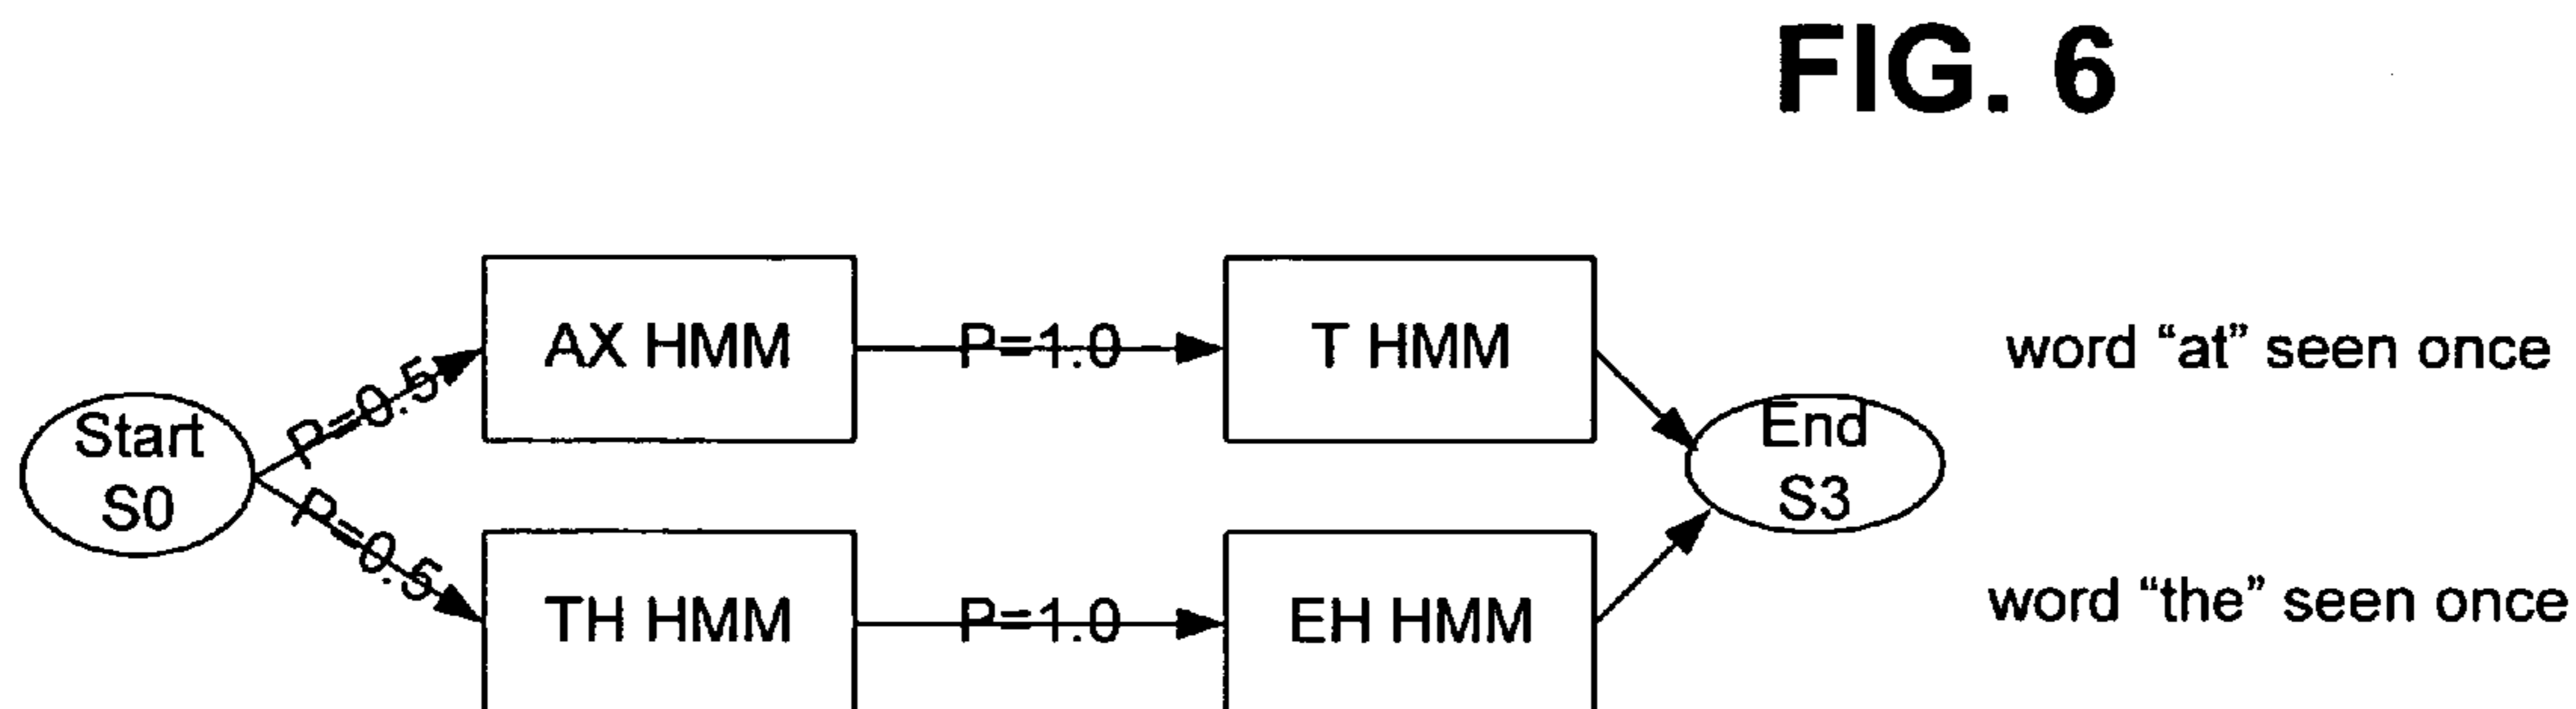 FIG. 6
AX HMM
P=1.0
T HMM
word “at” seen once
P=0.5
Start
S0
End
S3
P=0.5
TH HMM
P=1.0
EH HMM
word “the” seen once